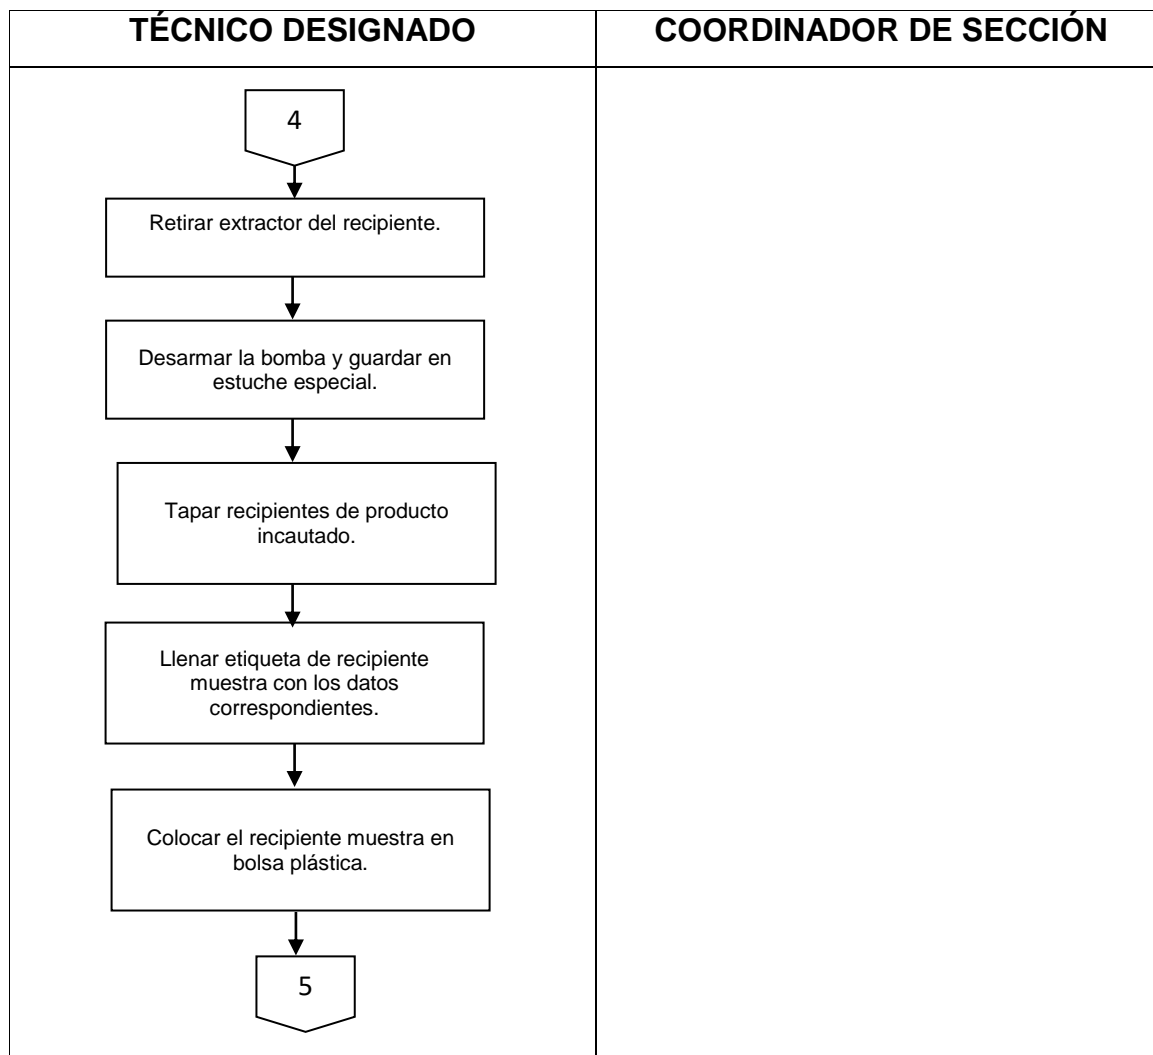 TÉCNICO DESIGNADO
COORDINADOR DE SECCIÓN
4
Retirar extractor del recipiente.
Desarmar la bomba y guardar en
estuche especial.
Tapar recipientes de producto
incautado.
Llenar etiqueta de recipiente
muestra con los datos
correspondientes.
Colocar el recipiente muestra en
bolsa plástica.
5